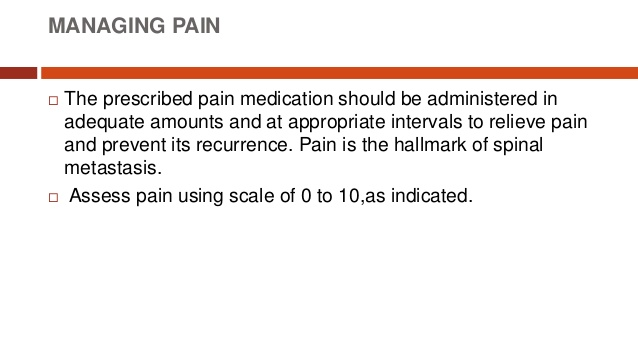 MANAGING PAIN
The prescribed pain medication should be administered in
adequate amounts and at appropriate intervals to relieve pain
and prevent its recurrence. Pain is the hallmark of spinal
metastasis.
Assess pain using scale of 0 to 10,as indicated.